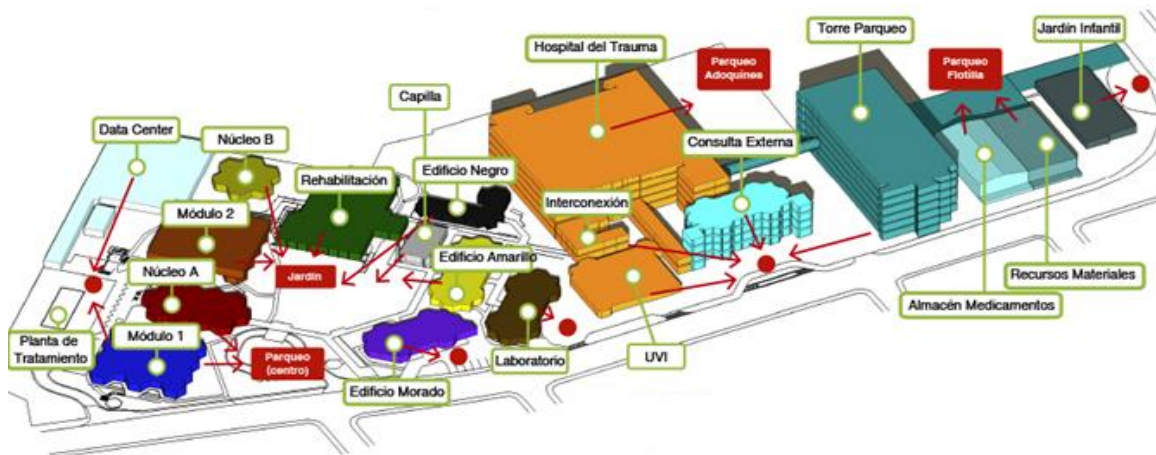 Hospital del Trauma
Torre Parqueo
Jardín Infantil
Parqueo
Adoquines
Parqueo
Flotilla
Capilla
Data Center
Núcleo B
Consulta Externa
Edificio Negro
Rehabilitación
Interconexión
Módulo 2
Edificio Amarillo
Núcleo A
Jardín
Recursos Materiales
Almacén Medicamentos
Planta de
Tratamiento
Módulo 1
Parqueo
(centro)
Laboratorio
UVI
Edificio Morado